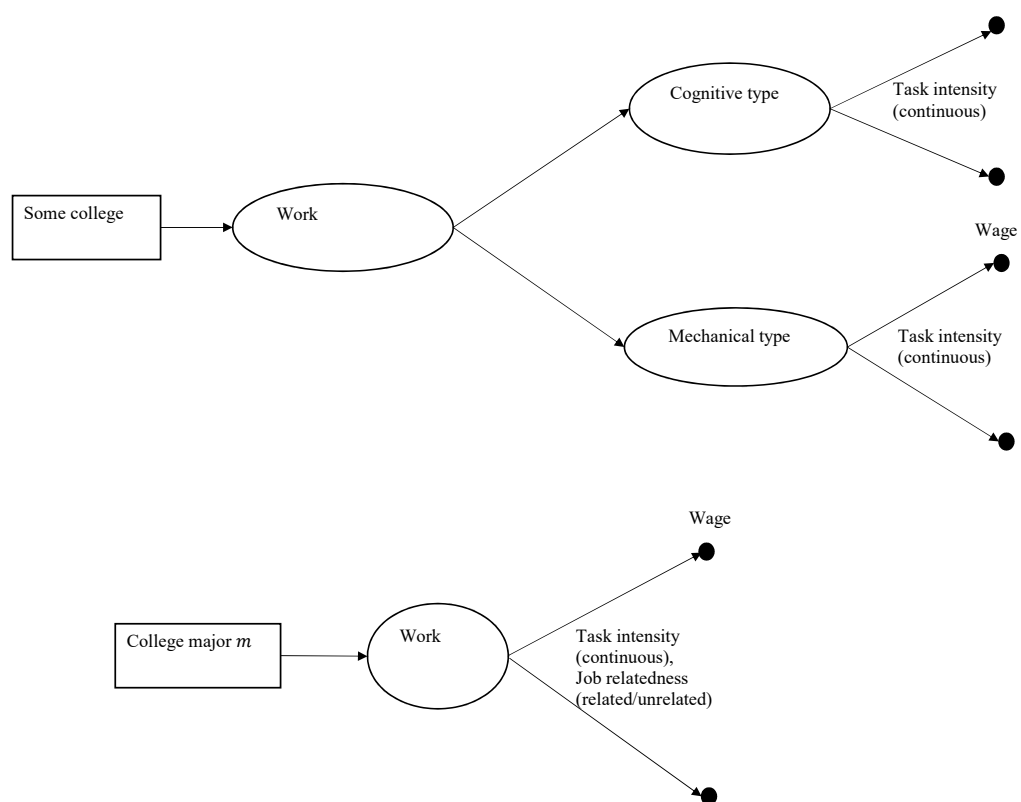 Cognitive type
Task intensity
(continuous)
Some college
Work
Wage
Mechanical type
Task intensity
(continuous)
Wage
College major m
Work
Task intensity
(continuous),
Job relatedness
(related/unrelated)